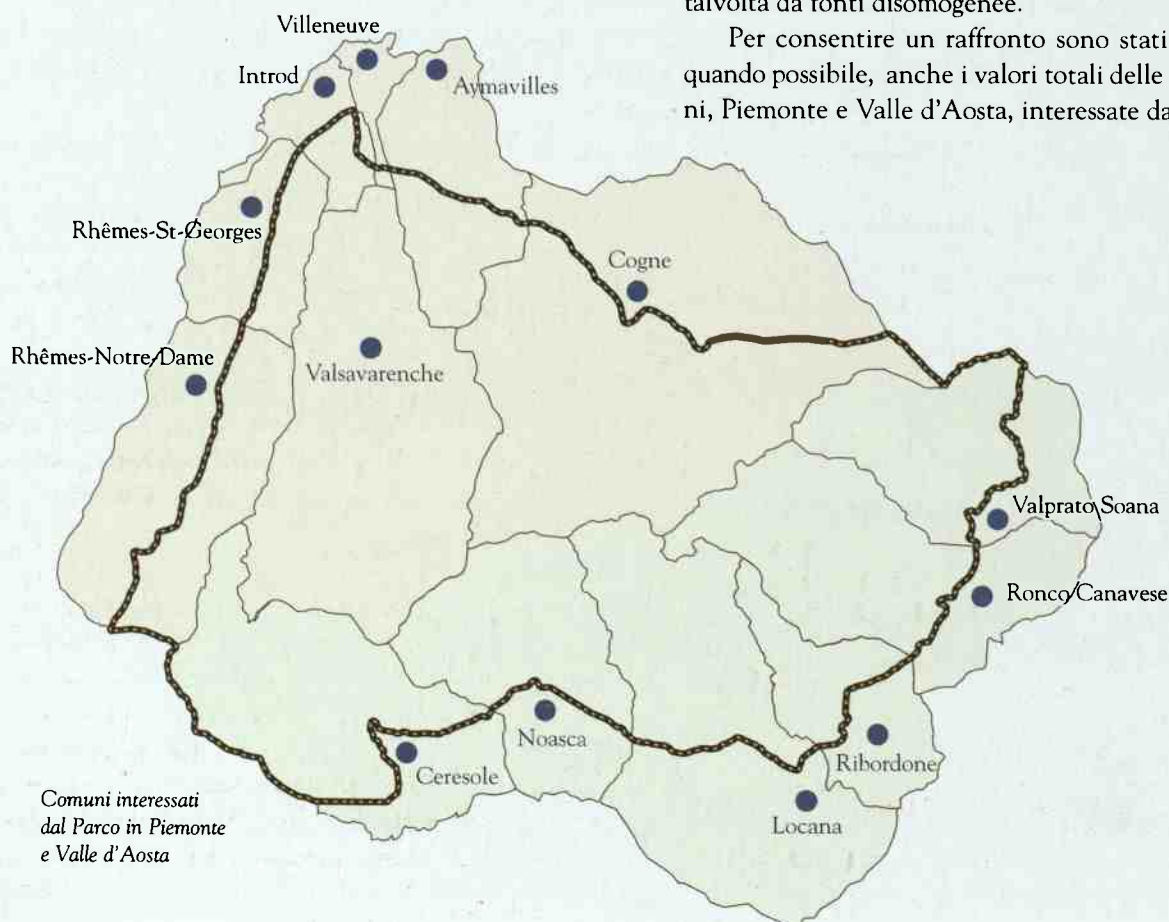 talvolta da fonti disomogenee.
Per consentire un raffronto sono stati
quando possibile, anche i valori totali delle
ni, Piemonte e Valle d'Aosta, interessate da
Villeneuve
Introd
Aymavilles
Rhêmes-St-Georges
Cogne
Rhêmes-Notre/Dame
Valsavarenche
Valprato\Soana
Ronco/Canavese
Noasca
Ribordone
Ceresole
Locana
Comuni interessati
dal Parco in Piemonte
e Valle d'Aosta